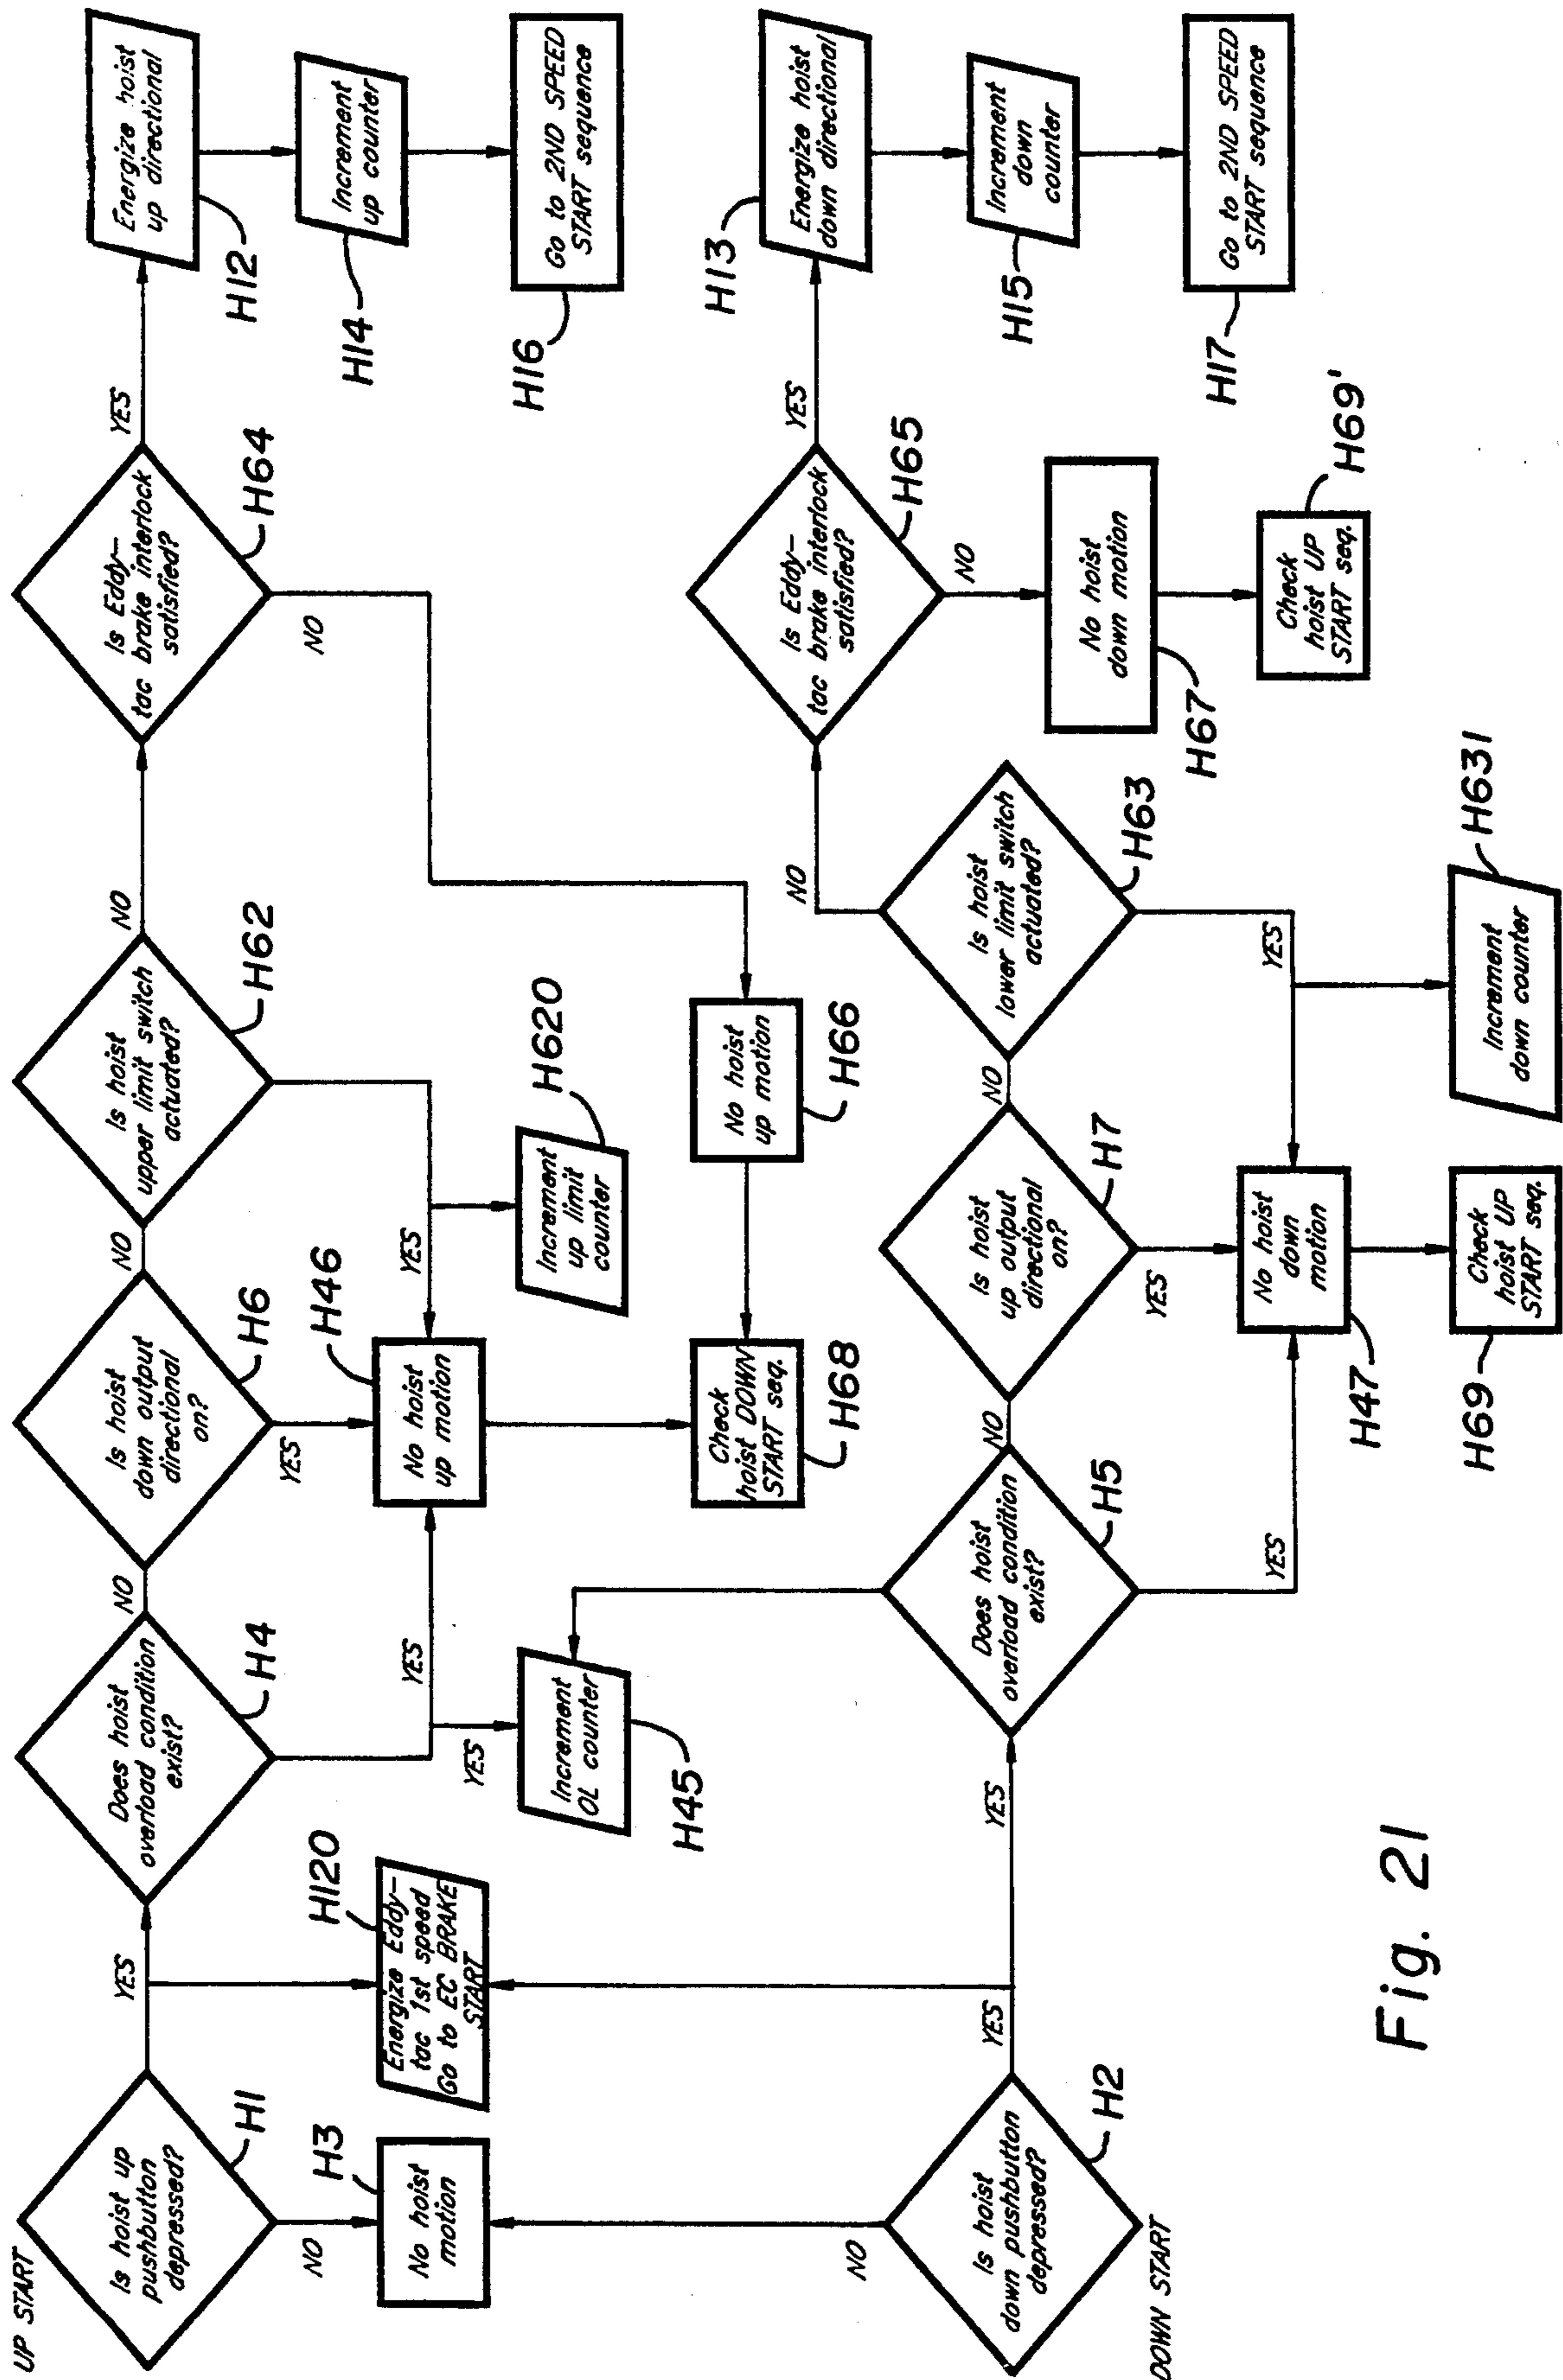 UP START
Is hoist up
pushbutton
depressed?
H1
YES
NO
H3
No hoist
motion
H120
Energize Eddy-
tac 1st speed
Go to EC BRAKE
START
Does hoist
overload condition
exist?
H4
NO
YES
YES
Increment
OL counter
H45
Is hoist
down output
directional
on?
H6
NO
YES
H46
No hoist
up motion
Is hoist
upper limit switch
actuated?
H62
NO
YES
Increment
up limit
counter
H620
Is Eddy-
tac brake interlock
satisfied?
H64
YES
NO
No hoist
up motion
H66
Check
hoist DOWN
START seq.
H68
Energize hoist
up directional
H12
Increment
up counter
H14
Go to 2ND SPEED
START sequence
H16
DOWN START
Is hoist
down pushbutton
depressed?
H2
NO
YES
YES
Does hoist
overload condition
exist?
H5
NO
YES
Is hoist
up output
directional
on?
H7
NO
YES
No hoist
down
motion
H47
Check
hoist UP
START seq.
H69
Is hoist
lower limit switch
actuated?
H63
NO
YES
Increment
down counter
H631
Is Eddy-
tac brake interlock
satisfied?
H65
YES
NO
No hoist
down motion
H67
Check
hoist UP
START seq.
H69'
Energize hoist
down directional
H13
Increment
down
counter
H15
Go to 2ND SPEED
START sequence
H17
Fig. 21